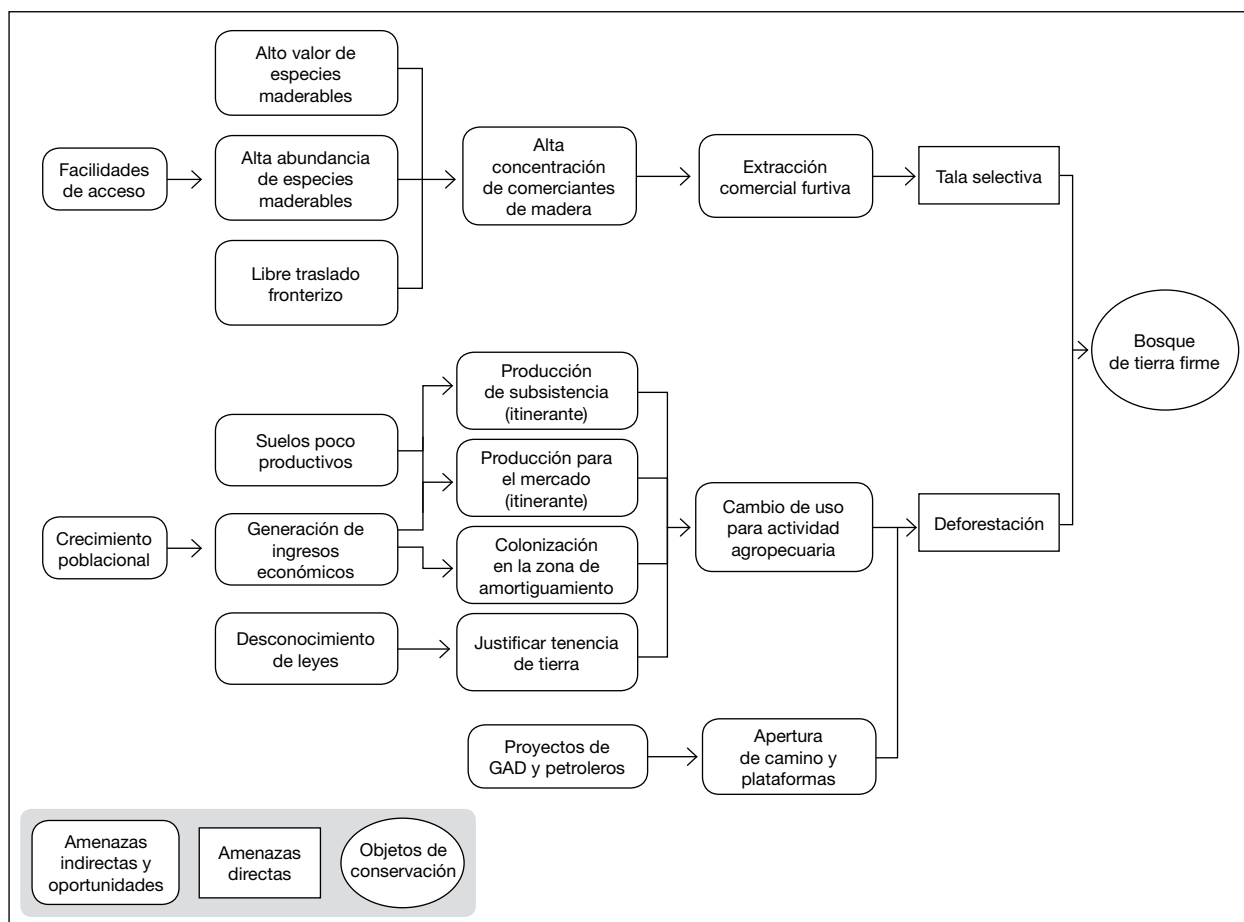 Alto valor de
especies
maderables
Facilidades
de acceso
Alta abundancia
de especies
maderables
Alta
concentración
de comerciantes
de madera
Extracción
comercial furtiva
Tala selectiva
Libre traslado
fronterizo
Bosque
de tierra firme
Producción
de subsistencia
(itinerante)
Suelos poco
productivos
Producción para
el mercado
(itinerante)
Crecimiento
poblacional
Generación de
ingresos
económicos
Colonización
en la zona de
amortiguamiento
Cambio de uso
para actividad
agropecuaria
Deforestación
Desconocimiento
de leyes
Justificar tenencia
de tierra
Proyectos de
GAD y petroleros
Apertura
de camino y
plataformas
Amenazas
indirectas y
oportunidades
Amenazas
directas
Objetos de
conservación